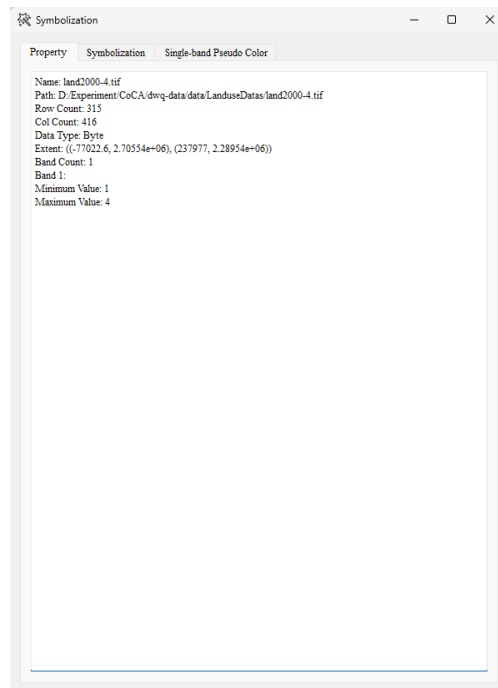 Symbolization
Property Symbolization Single-band Pseudo Color
Name: land2000-4.tif
Path: D:/Experiment/CoCA/dwq-data/data/LanduseDatas/land2000-4.tif
Row Count: 315
Col Count: 416
Data Type: Byte
Extent: ((-77022.6, 2.70554e+06), (237977, 2.28954e+06))
Band Count: 1
Band 1:
Minimum Value: 1
Maximum Value: 4